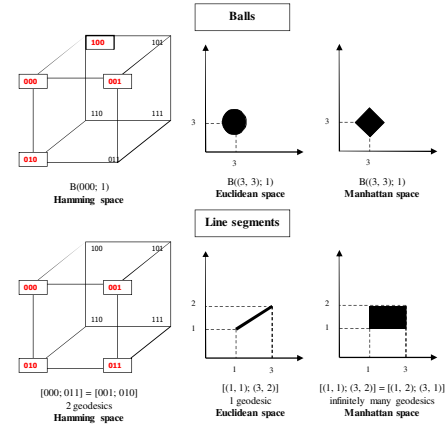 Balls
100 101
000 001
110 111
010 011
3
3
3
3
B(000; 1)
Hamming space
B((3, 3); 1)
Euclidean space
B((3, 3); 1)
Manhattan space
Line segments
100 101
000 001
110 111
010 011
2
1
1 3
2
1
1 3
[000; 011] = [001; 010]
2 geodesics
Hamming space
[(1, 1); (3, 2)]
1 geodesic
Euclidean space
[(1, 1); (3, 2)] = [(1, 2); (3, 1)]
infinitely many geodesics
Manhattan space